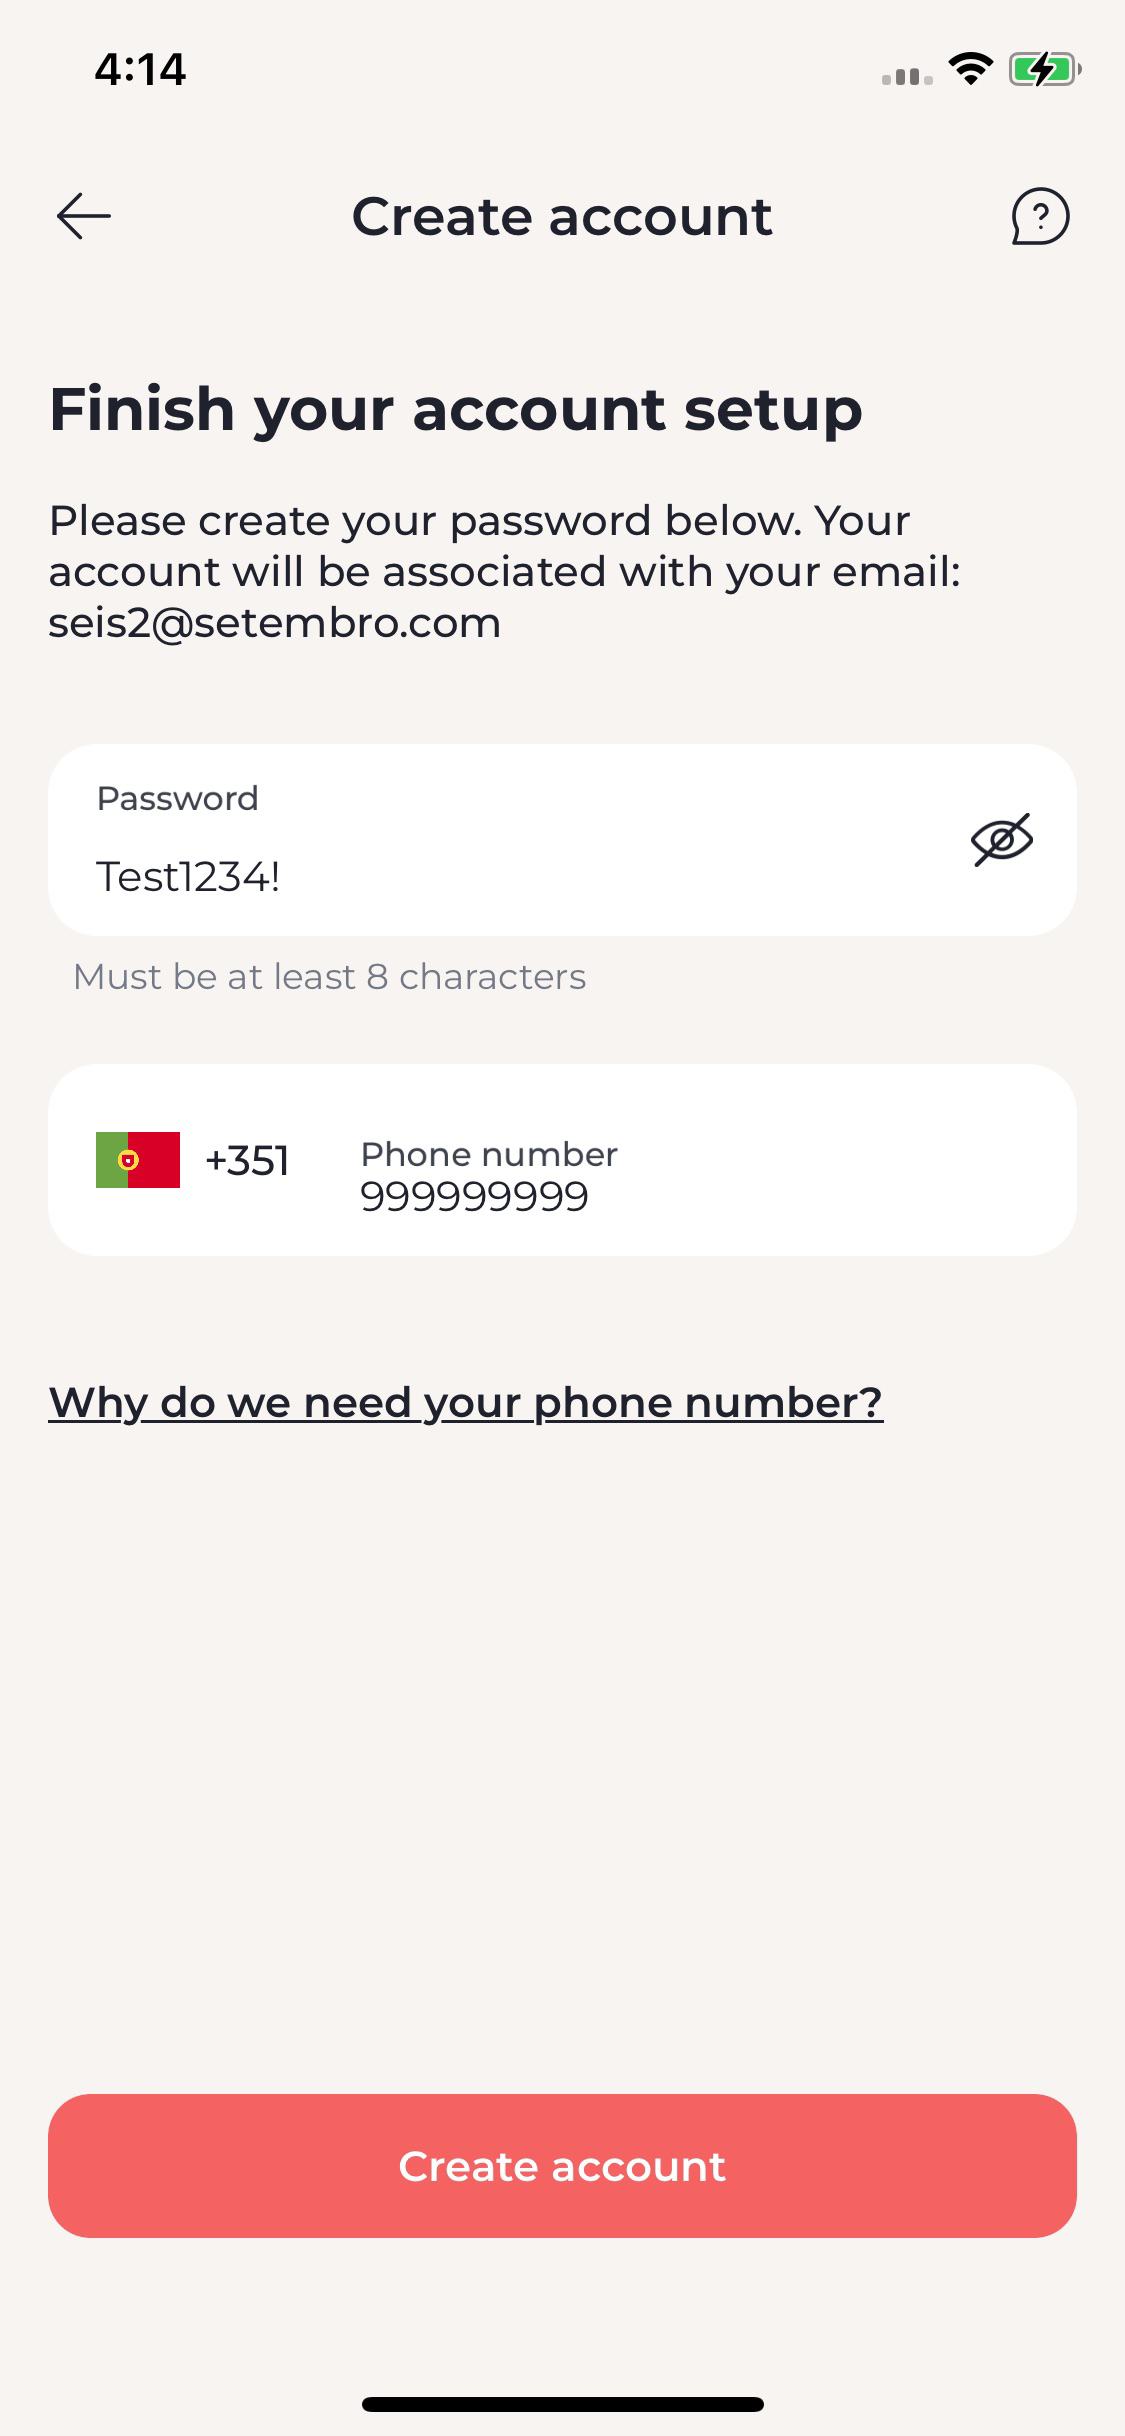 4:14
Create account
?
Finish your account setup
Please create your password below. Your
account will be associated with your email:
seis2@setembro.com
Password
Test1234!
Must be at least 8 characters
+351
Phone number
999999999
Why do we need your phone number?
Create account